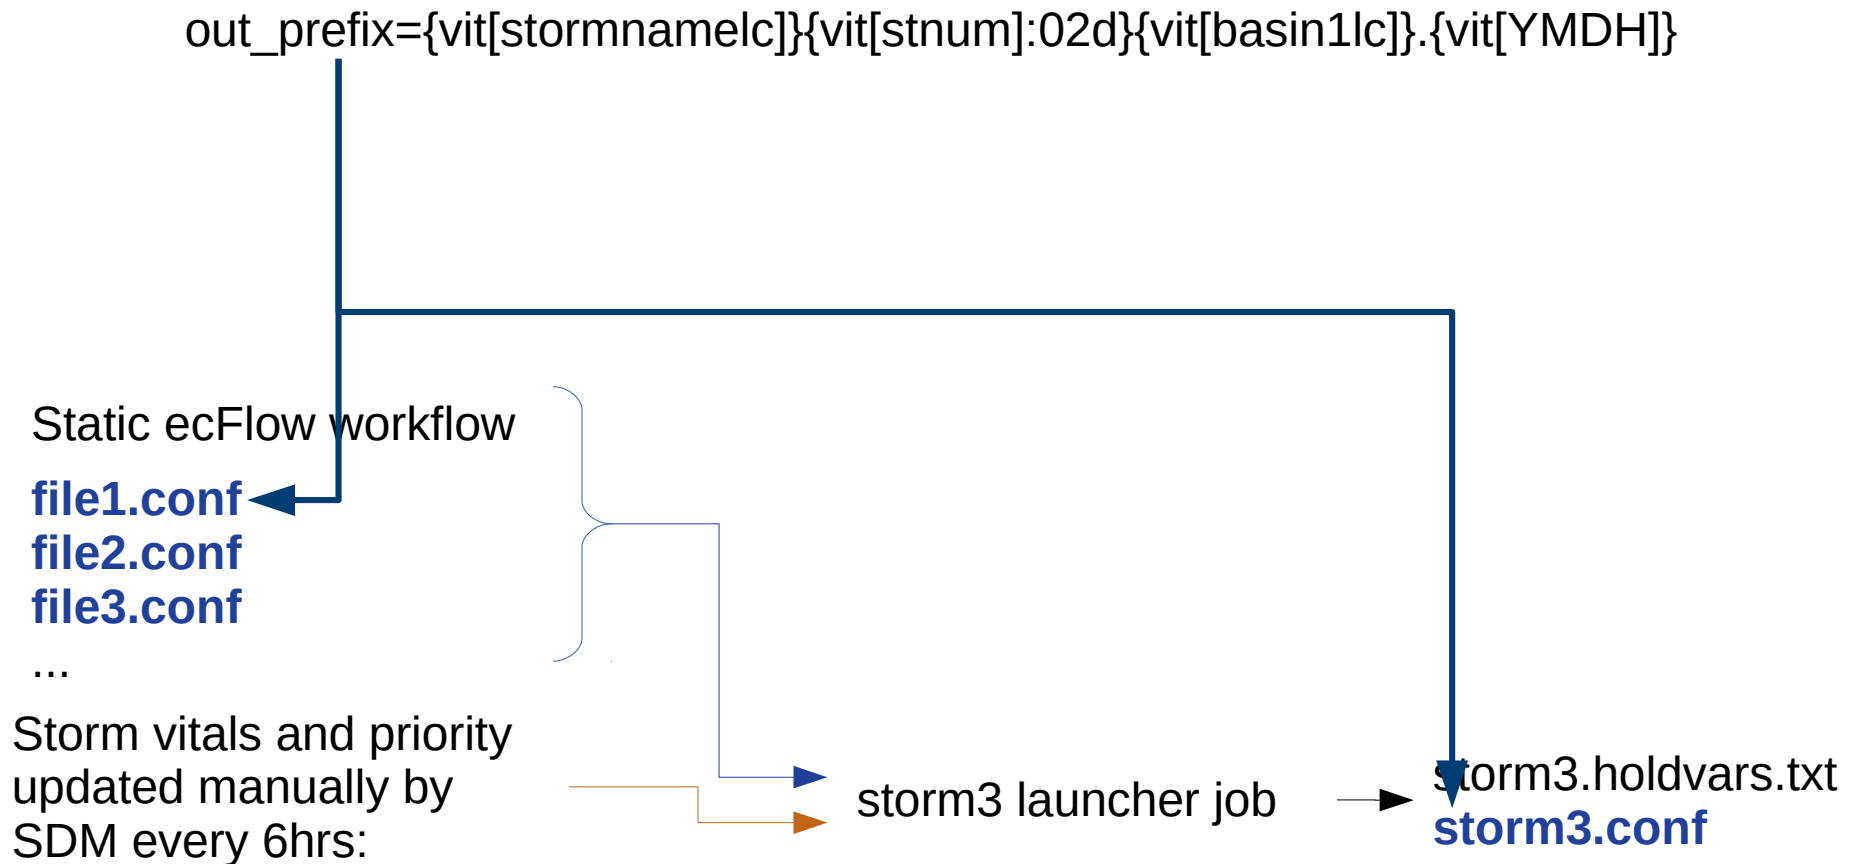 out_prefix={vit[stormnamelc]}{vit[stnum]:02d}{vit[basin1lc]}.{vit[YMDH]}
Static ecFlow workflow
file1.conf
file2.conf
file3.conf
...
Storm vitals and priority
updated manually by
SDM every 6hrs:
storm3 launcher job
storm3.holdvars.txt
storm3.conf